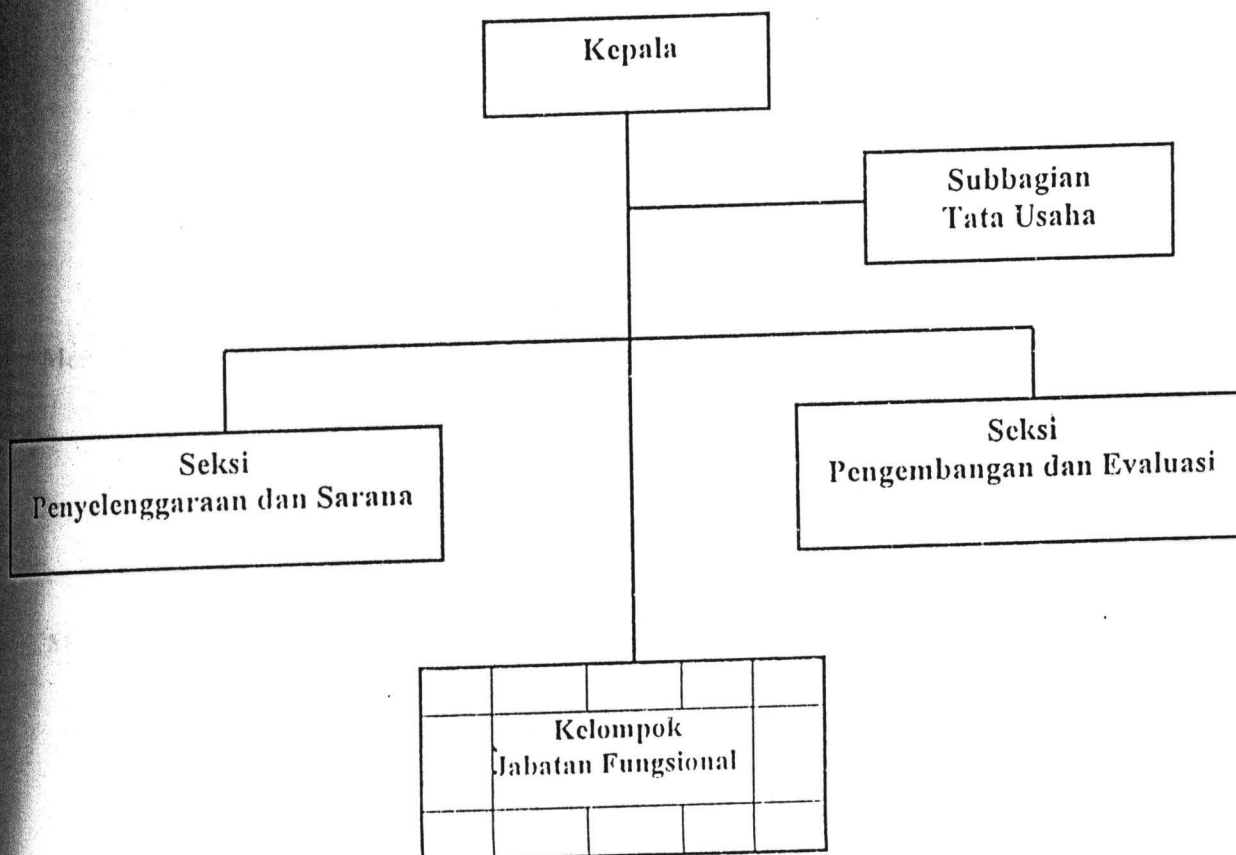 Kepala
Subbagian
Tata Usaha
Seksi
Penyelenggaraan dan Sarana
Seksi
Pengembangan dan Evaluasi
Kelompok
Jabatan Fungsional